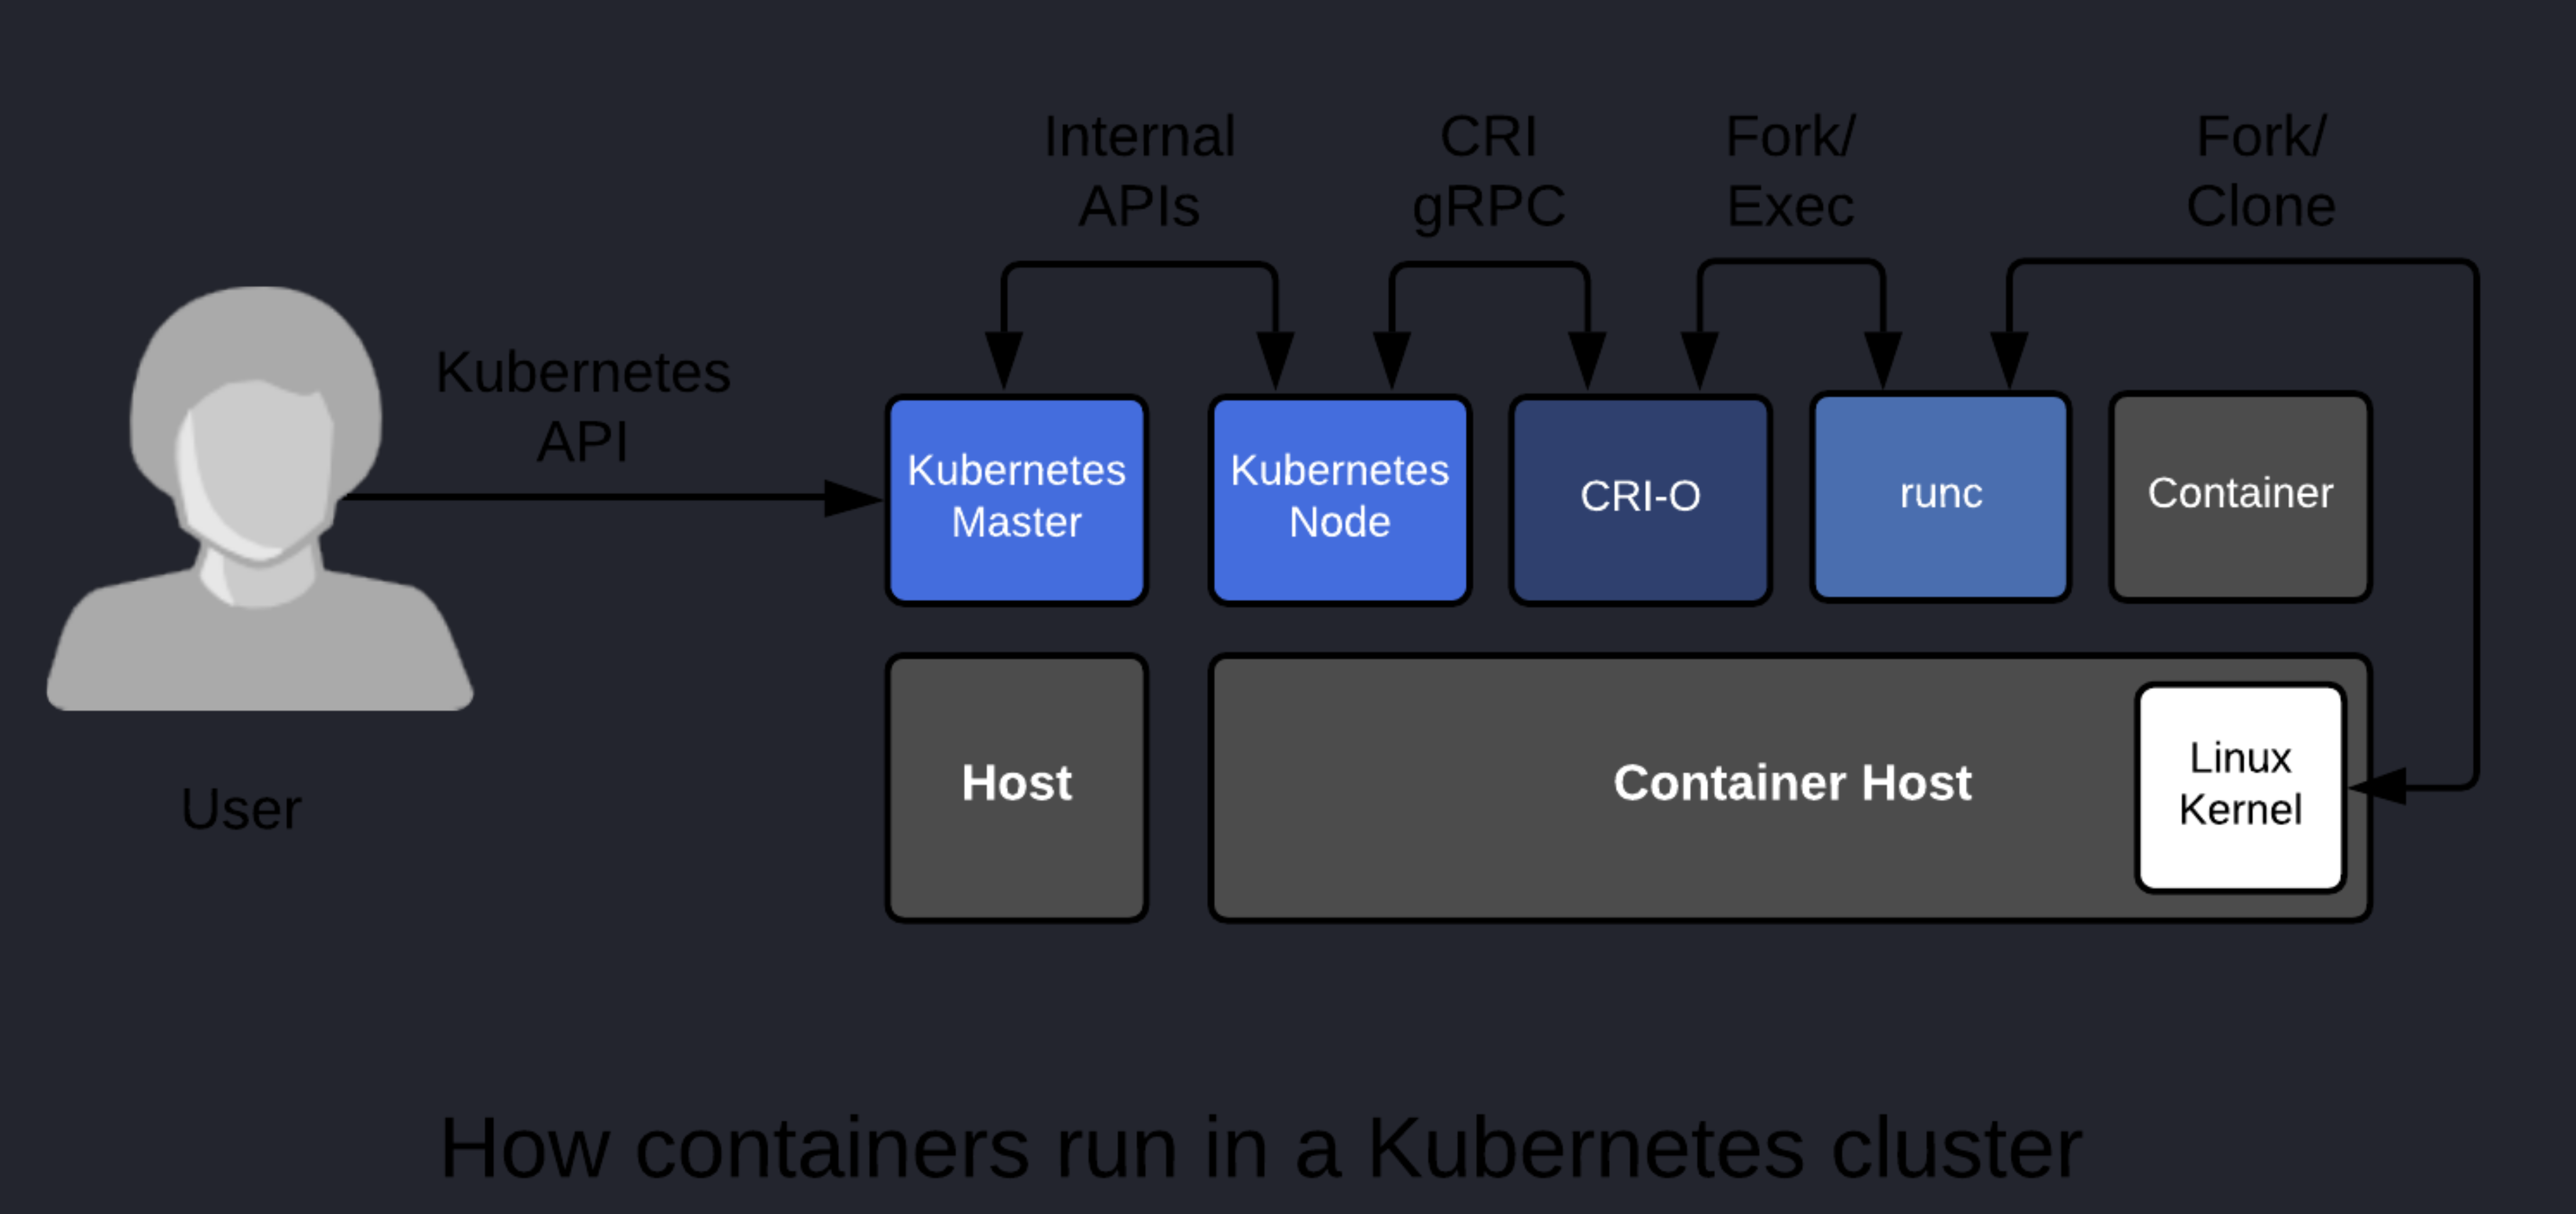 Internal
APIs
CRI
gRPC
Fork/
Exec
Fork/
Clone
Kubernetes
API
Kubernetes
Master
Kubernetes
Node
CRI-O
runc
Container
Host
Container Host
Linux
Kernel
User
How containers run in a Kubernetes cluster